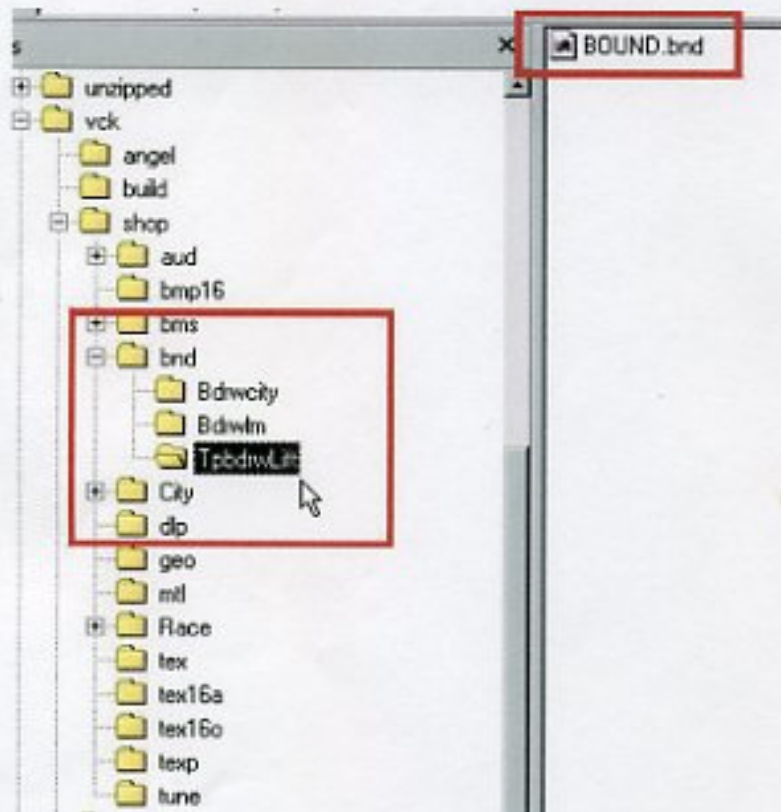 s
BOUND.bnd
unzipped
vck
angel
build
shop
aud
bmp16
bms
bnd
Bdrwcity
Bdrwlm
City
dlp
geo
mtl
Race
tex
tex16a
tex16o
texp
tune